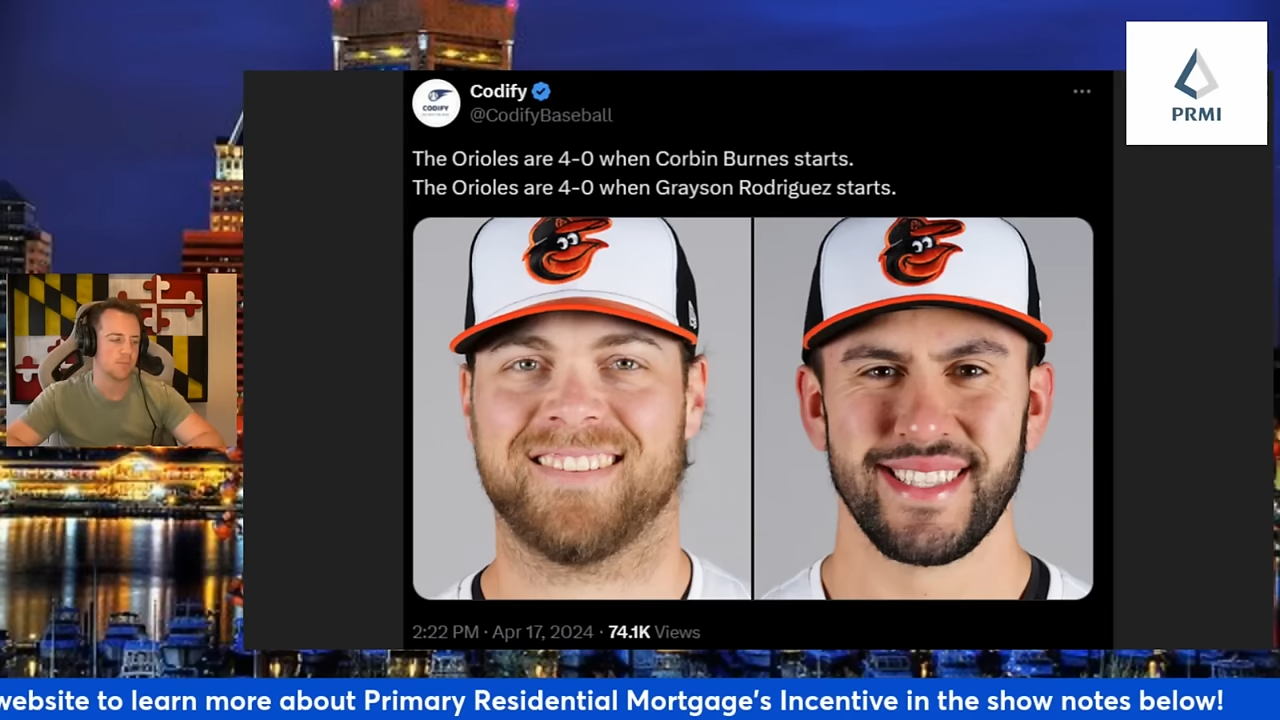 Codify
@CodifyBaseball
CODIFY
PRMI
The Orioles are 4-0 when Corbin Burnes starts.
The Orioles are 4-0 when Grayson Rodriguez starts.
2:22 PM · Apr 17, 2024 · 74.1K Views
website to learn more about Primary Residential Mortgage's Incentive in the show notes below!